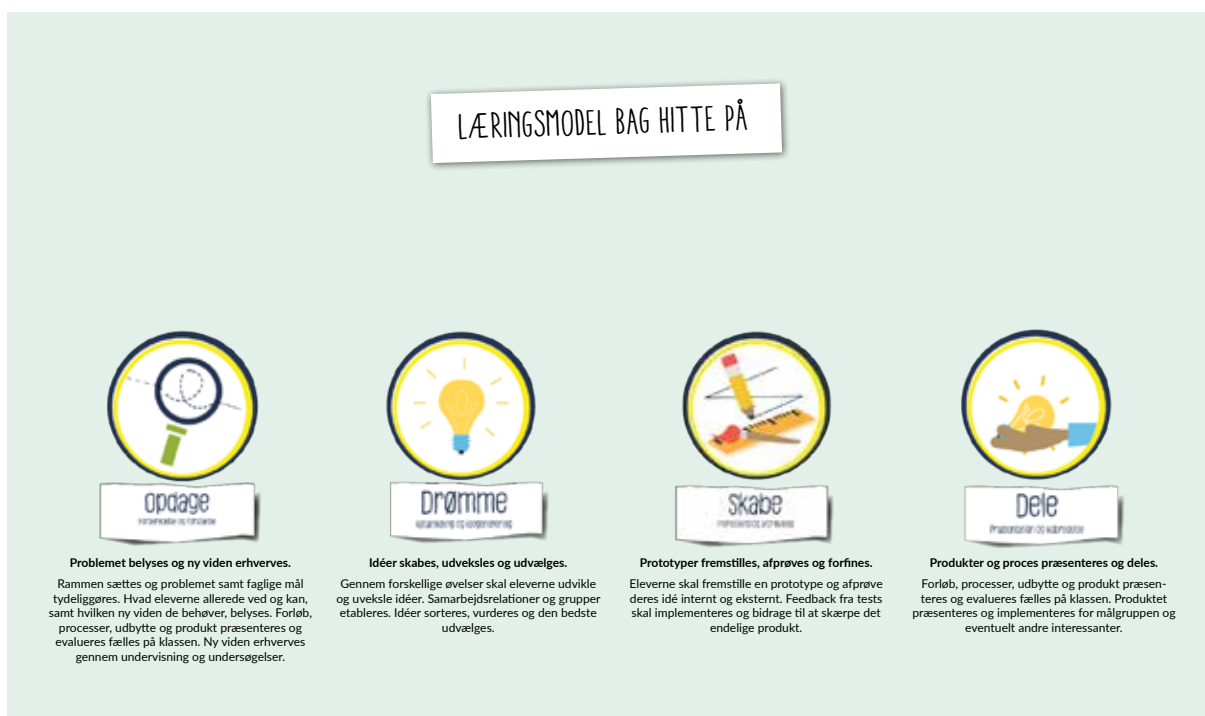 LÆRINGSMODEL BAG HITTE PÅ
Opdage
Problemet belyses og ny viden erhverves.
Rammen sættes og problemet samt faglige mål
tydeliggøres. Hvad eleverne allerede ved og kan,
samt hvilken ny viden de behøver, belyses. Forløb,
processer, udbytte og produkt præsenteres og
evalueres fælles på klassen. Ny viden erhverves
gennem undervisning og undersøgelser.
Drømme
Idéer skabes, udveksles og udvælges.
Gennem forskellige øvelser skal eleverne udvikle
og uveksle idéer. Samarbejdsrelationer og grupper
etableres. Idéer sorteres, vurderes og den bedste
udvælges.
Skabe
Prototyper fremstilles, afprøves og forfines.
Eleverne skal fremstille en prototype og afprøve
deres idé internt og eksternt. Feedback fra tests
skal implementeres og bidrage til at skærpe det
endelige produkt.
Dele
Produkter og proces præsenteres og deles.
Forløb, processer, udbytte og produkt præsen-
teres og evalueres fælles på klassen. Produktet
præsenteres og implementeres for målgruppen og
eventuelt andre interessanter.